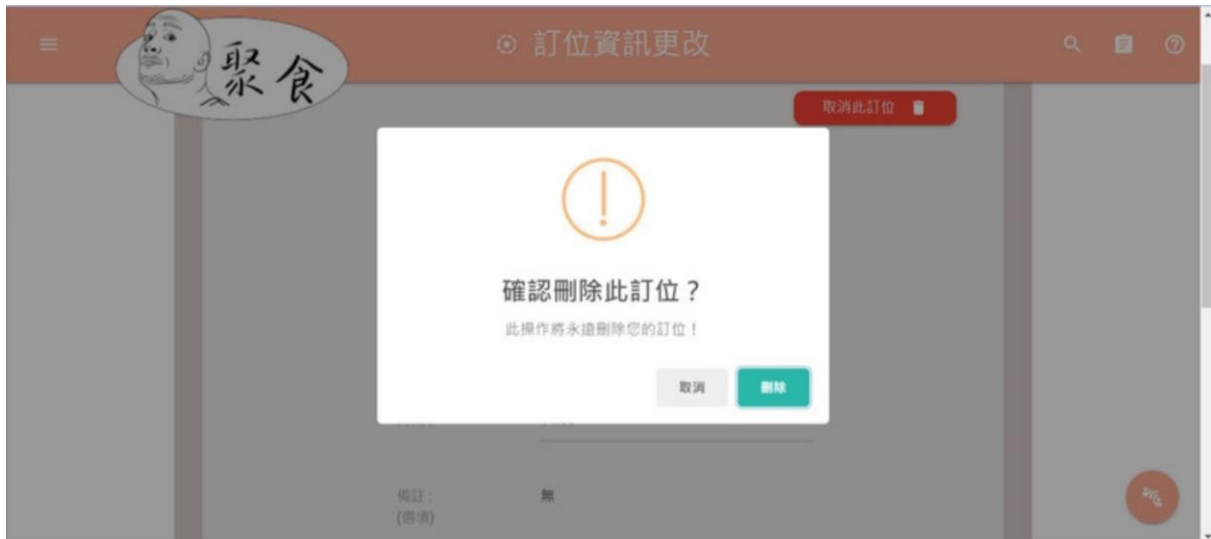 聚食
訂位資訊更改
取消此訂位
確認刪除此訂位？
此操作將永遠刪除您的訂位！
取消
刪除
備註：
無
(選填)